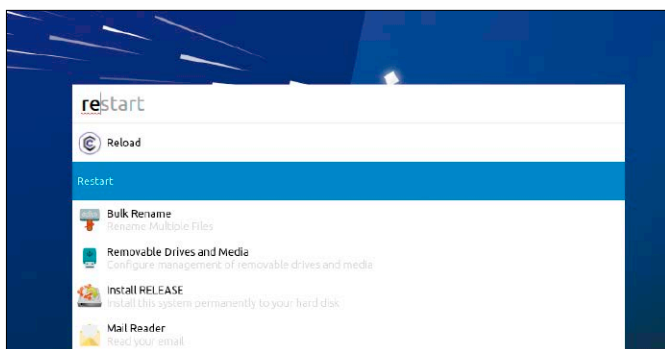 restart
Reload
Restart
Bulk Rename
Rename Multiple Files
Removable Drives and Media
Configure management of removable drives and media
Install RELEASE
Install this system permanently to your hard disk
Mail Reader
Read your email